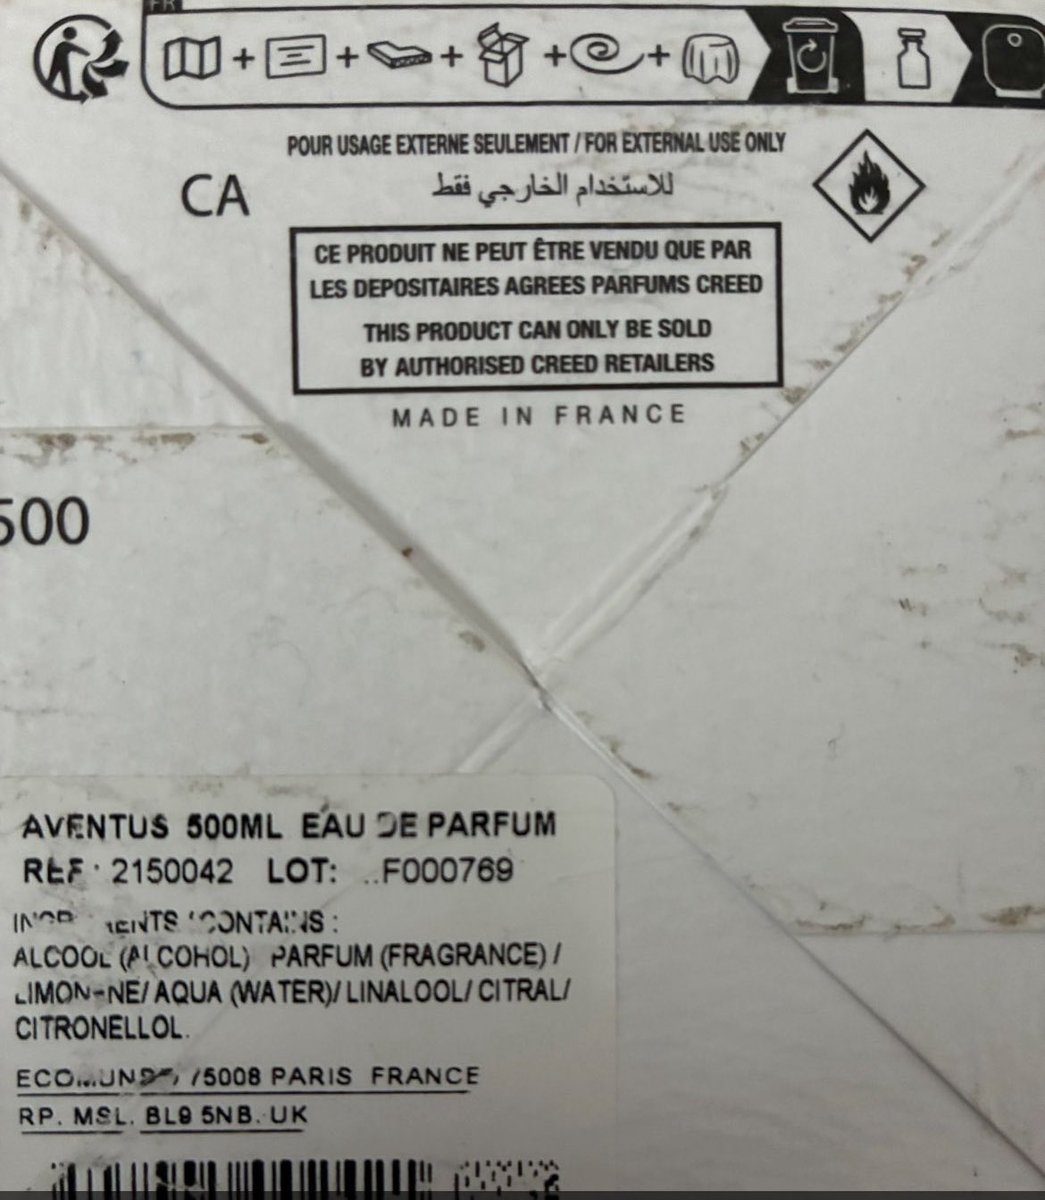 FR
POUR USAGE EXTERNE SEULEMENT / FOR EXTERNAL USE ONLY
CA
للاستخدام الخارجي فقط
CE PRODUIT NE PEUT ÊTRE VENDU QUE PAR
LES DEPOSITAIRES AGREES PARFUMS CREED
THIS PRODUCT CAN ONLY BE SOLD
BY AUTHORISED CREED RETAILERS
MADE IN FRANCE
500
AVENTUS 500ML EAU DE PARFUM
REF: 2150042 LOT: F000769
CONTAINS :
ALCOOL (ALCOHOL) PARFUM (FRAGRANCE) /
LIMONENE/ AQUA (WATER)/ LINALOOL/ CITRAL/
CITRONELLOL.
75008 PARIS FRANCE
RP. MSL. BL9 5NB. UK